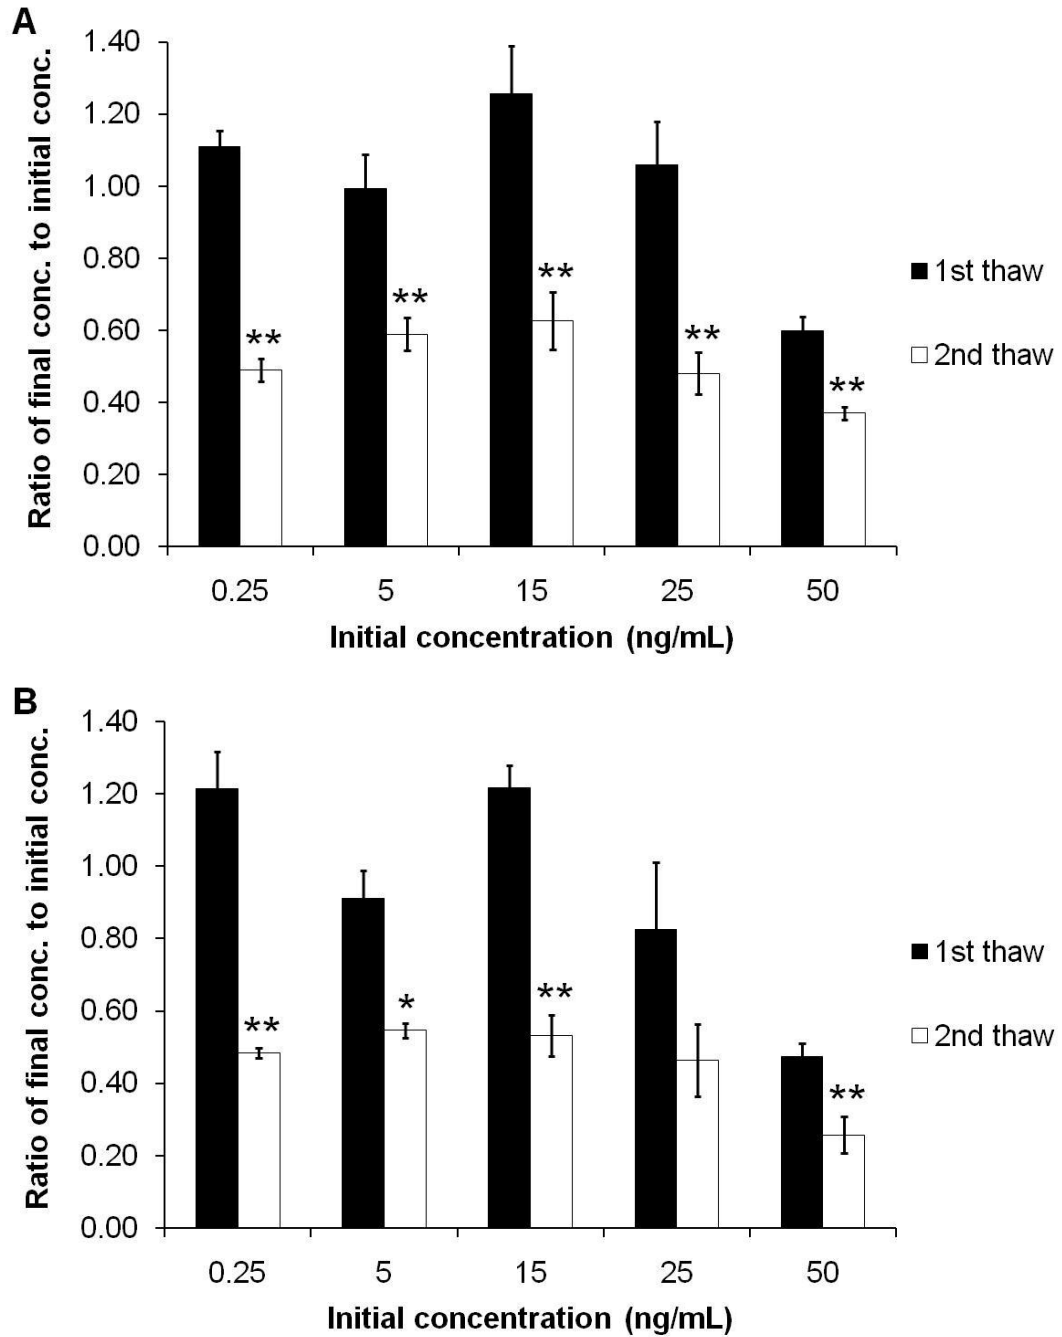 A
Ratio of final conc. to initial conc.
1.40
1.20
1.00
0.80
0.60
0.40
0.20
0.00
**
**
**
**
**
1st thaw
2nd thaw
0.25 5 15 25 50
Initial concentration (ng/mL)
B
Ratio of final conc. to initial conc.
1.40
1.20
1.00
0.80
0.60
0.40
0.20
0.00
**
*
**
**
1st thaw
2nd thaw
0.25 5 15 25 50
Initial concentration (ng/mL)